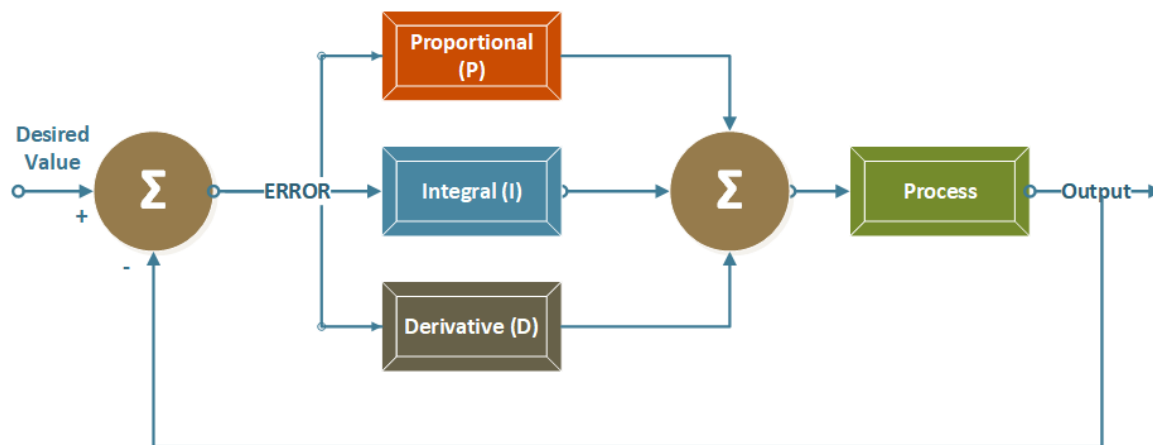 Proportional
(P)
Desired
Value
+
-
Σ
ERROR
Integral (I)
Σ
Process
Output
Derivative (D)